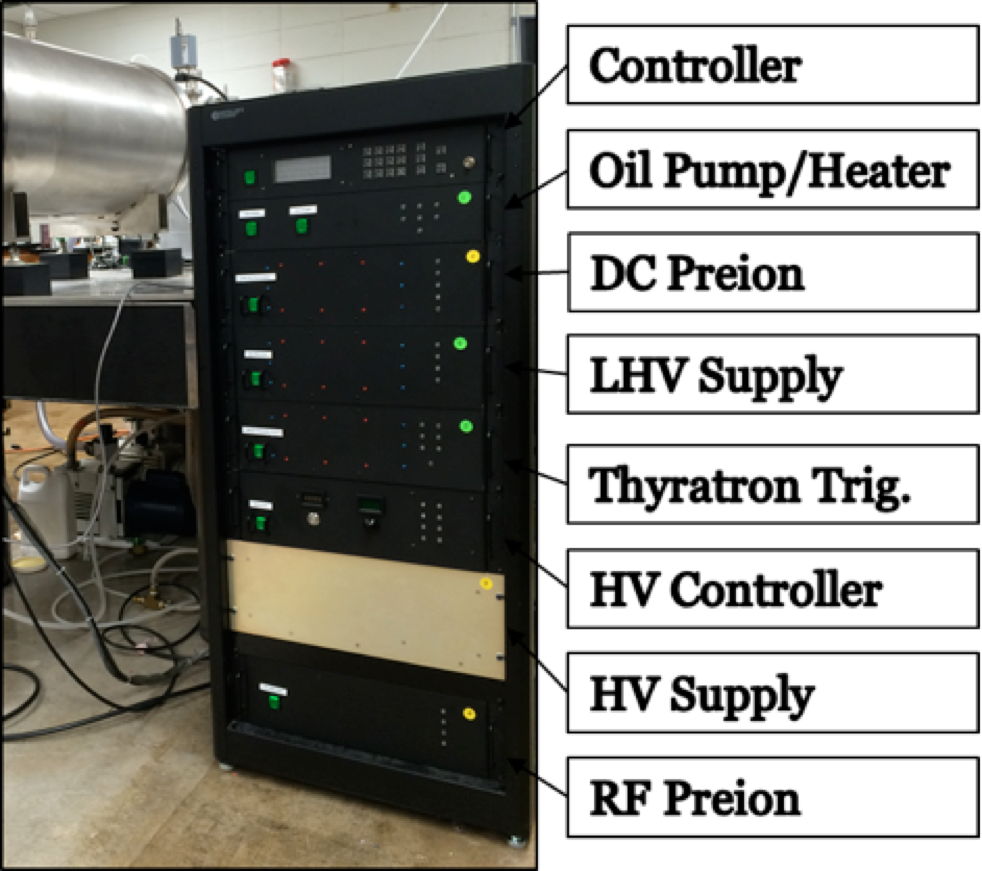 Controller
Oil Pump/Heater
DC Preion
LHV Supply
Thyratron Trig.
HV Controller
HV Supply
RF Preion